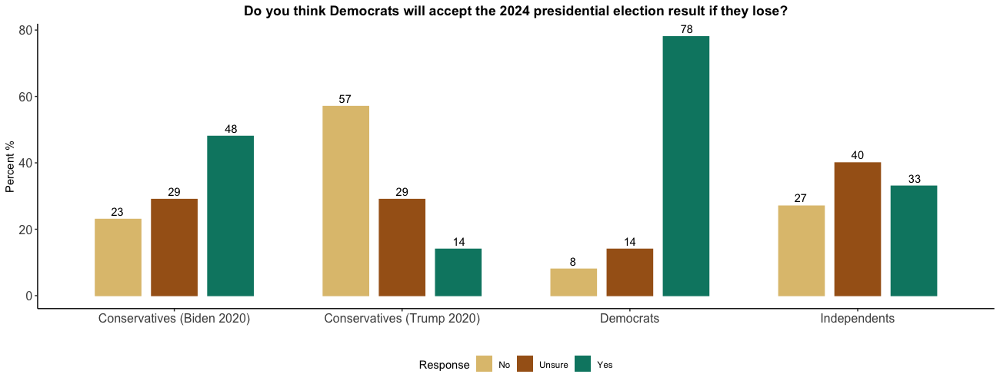 Do you think Democrats will accept the 2024 presidential election result if they lose?
Percent %
80
60
40
20
0
23
29
48
57
29
14
8
14
78
27
40
33
Conservatives (Biden 2020)
Conservatives (Trump 2020)
Democrats
Independents
Response No Unsure Yes